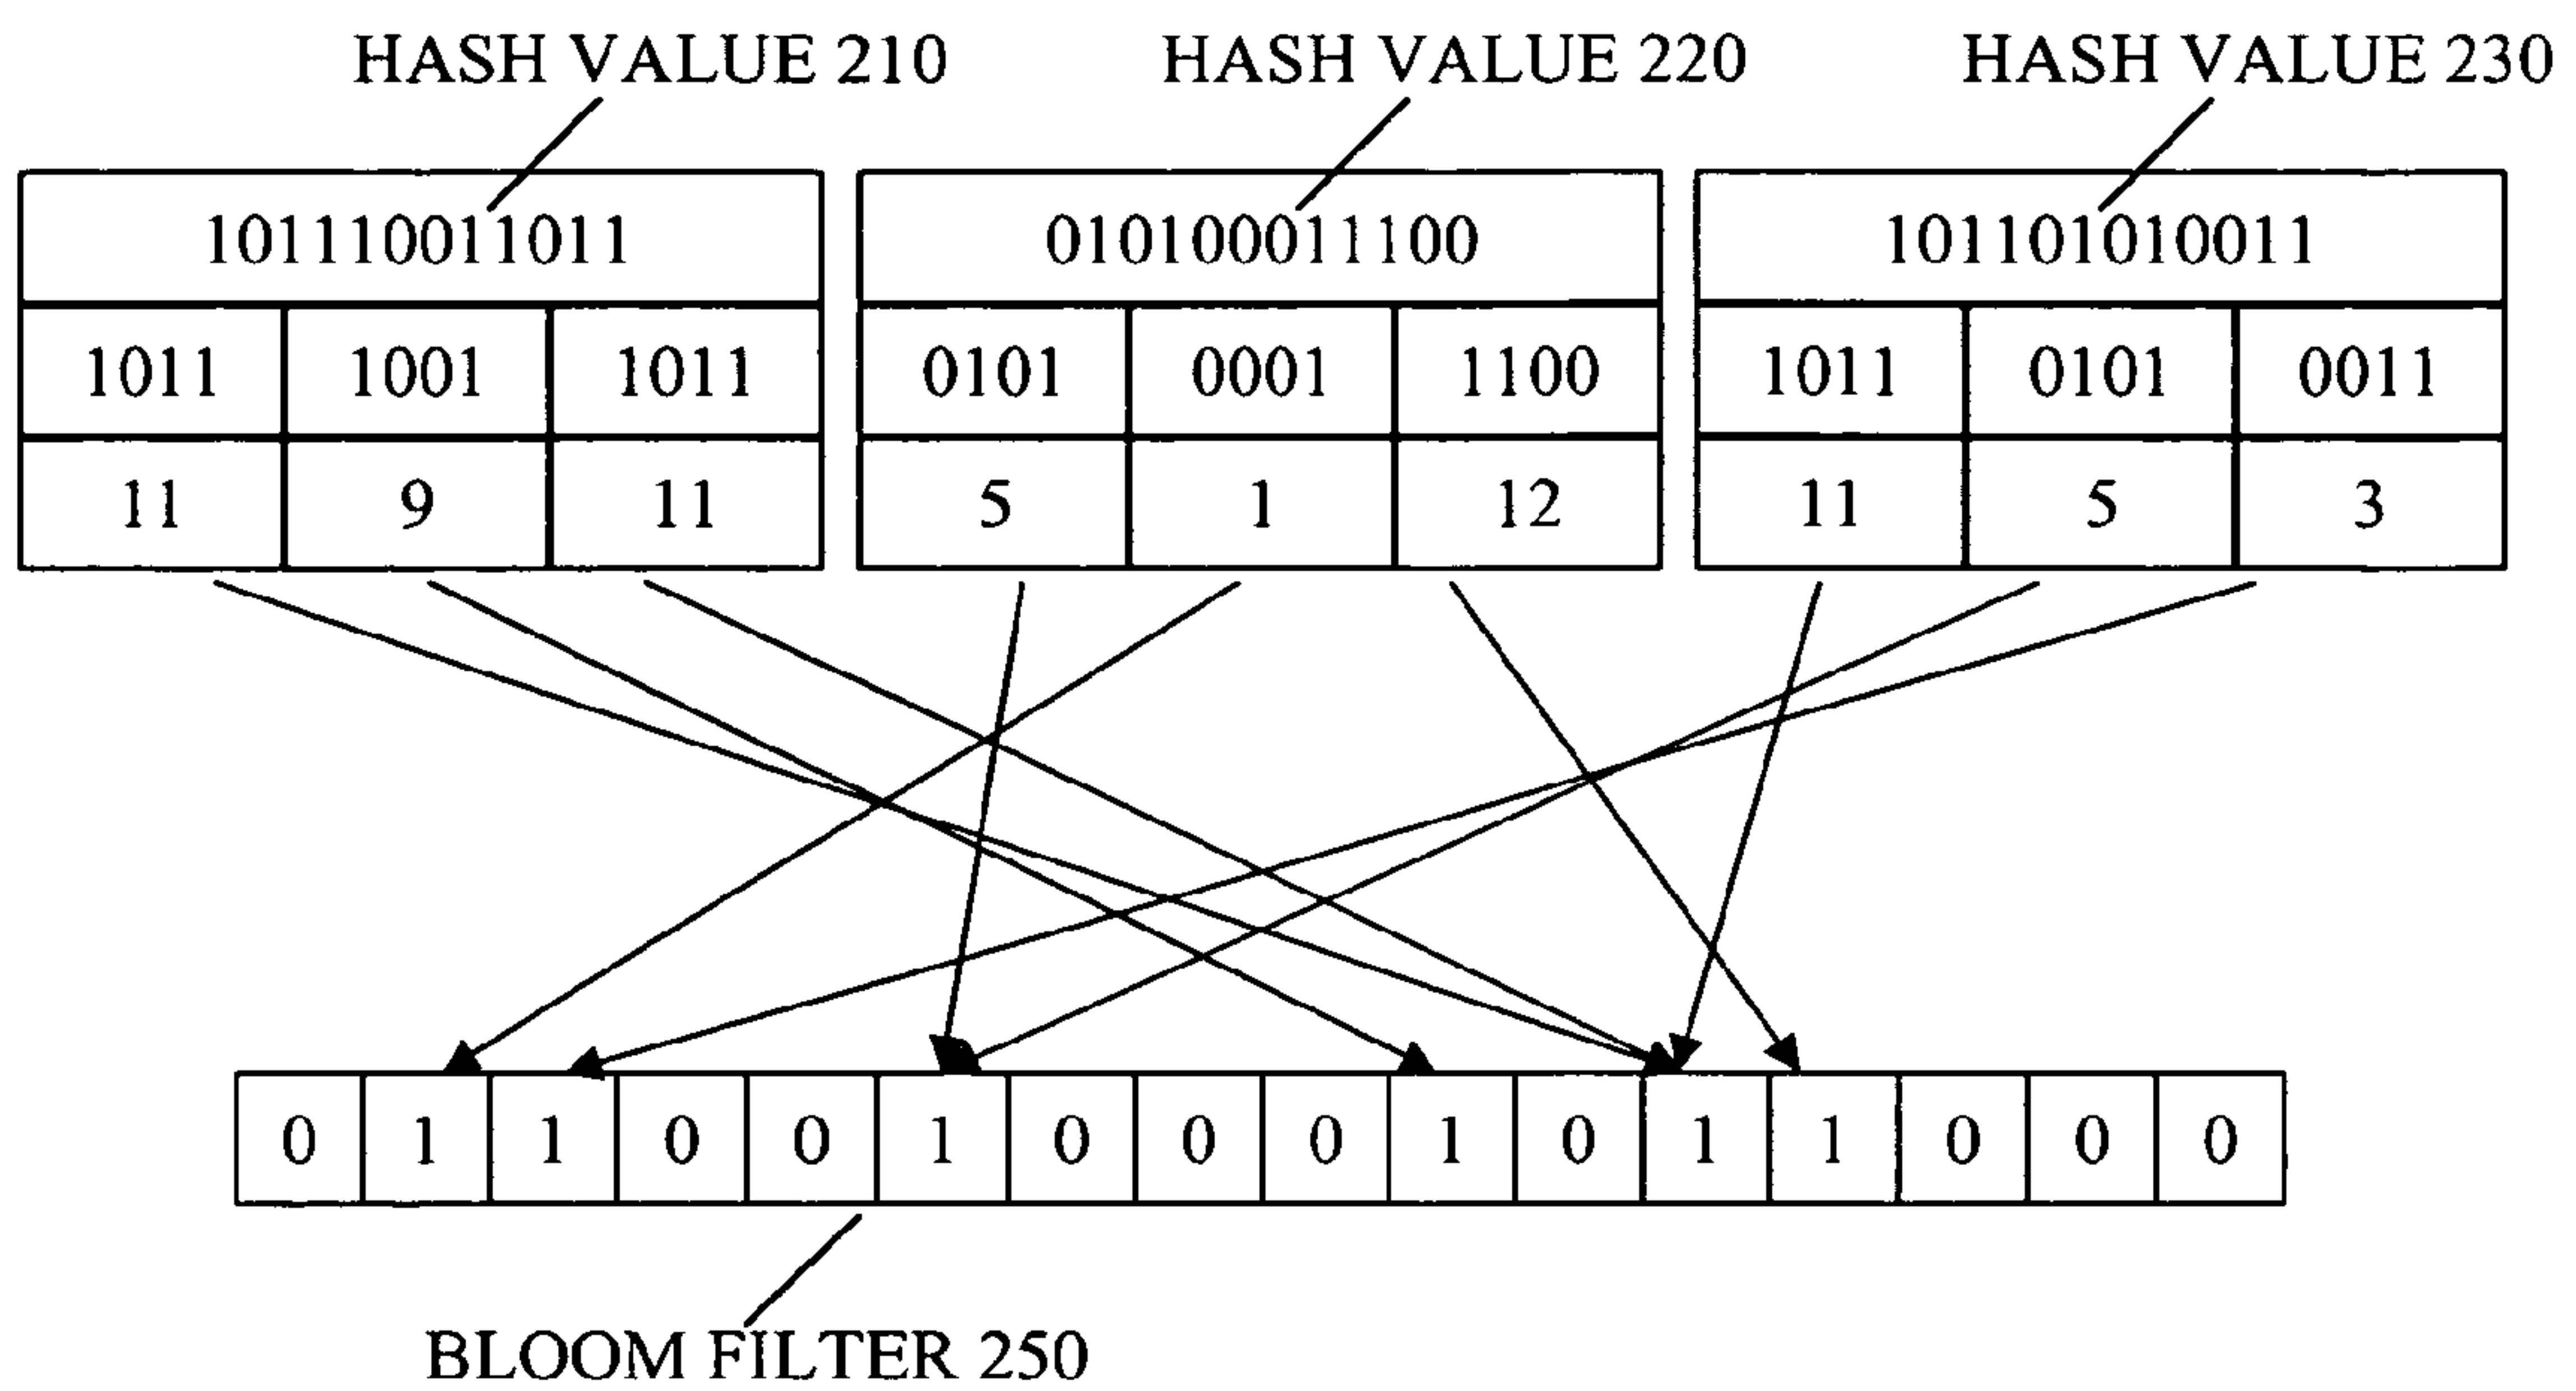 HASH VALUE 210 HASH VALUE 220 HASH VALUE 230
101110011011 010100011100 101101010011
1011 1001 1011 0101 0001 1100 1011 0101 0011
11 9 11 5 1 12 11 5 3
0 1 1 0 0 1 0 0 0 1 0 1 1 0 0 0
BLOOM FILTER 250